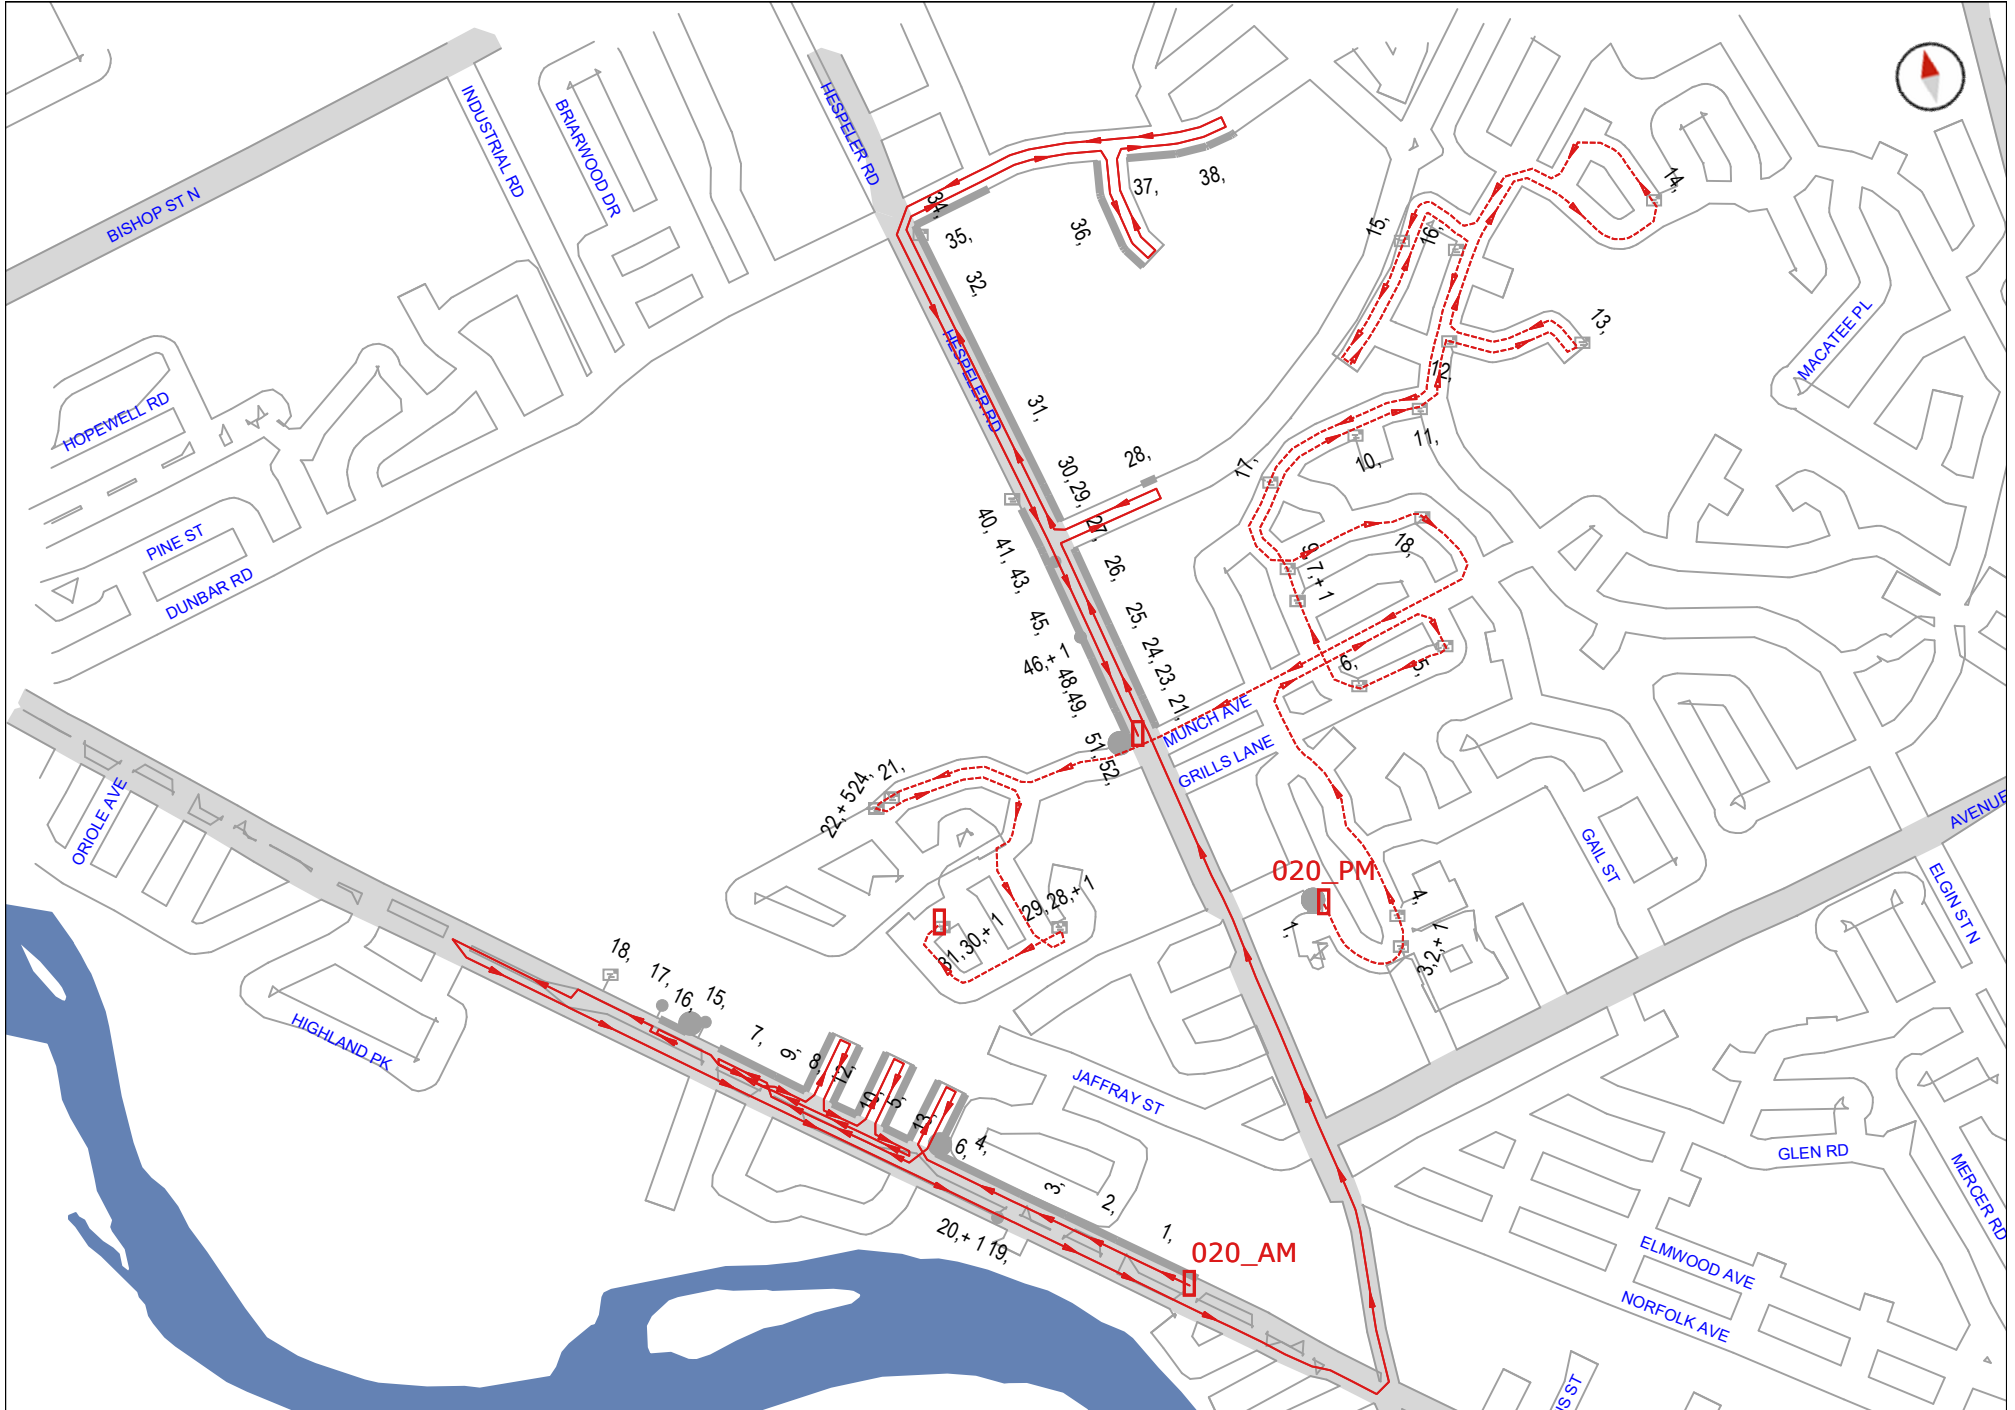 BISHOP ST N
INDUSTRIAL RD
BRIARWOOD DR
HESPELER RD
HESPELER RD
34,
35,
32,
36,
37,
38,
15,
16,
14,
13,
12,
MACATEE PL
HOPEWELL RD
PINE ST
DUNBAR RD
31,
30,29,
28,
27,
17,
10,
11,
40, 41, 43,
26,
18,
9,7,+1
45,
46,+ 1
48,49,
25,
24, 23, 21,
6,
5,
51,52,
MUNCH AVE
GRILLS LANE
ORIOLE AVE
22,+ 524,
21,
GAIL ST
AVENUE
ELGIN ST N
020_PM
1,
4,
3,2,+ 1
29,28,+ 1
31,30,+ 1
18,
17,
16,
15,
HIGHLAND PK
7,
9,
8,
12,
10,
5,
13,
6,
4,
3,
2,
1,
20,+ 1 19,
JAFFRAY ST
020_AM
GLEN RD
MERCER RD
ELMWOOD AVE
NORFOLK AVE
IS ST